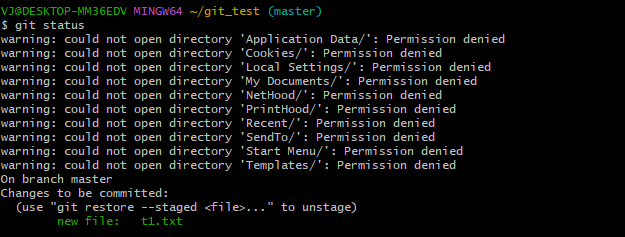 VJ@DESKTOP-MM36EDV MINGW64 ~/git_test (master)
$ git status
warning: could not open directory 'Application Data/': Permission denied
warning: could not open directory 'Cookies/': Permission denied
warning: could not open directory 'Local Settings/': Permission denied
warning: could not open directory 'My Documents/': Permission denied
warning: could not open directory 'NetHood/': Permission denied
warning: could not open directory 'PrintHood/': Permission denied
warning: could not open directory 'Recent/': Permission denied
warning: could not open directory 'SendTo/': Permission denied
warning: could not open directory 'Start Menu/': Permission denied
warning: could not open directory 'Templates/': Permission denied
On branch master
Changes to be committed:
  (use "git restore --staged <file>..." to unstage)
        new file:   t1.txt